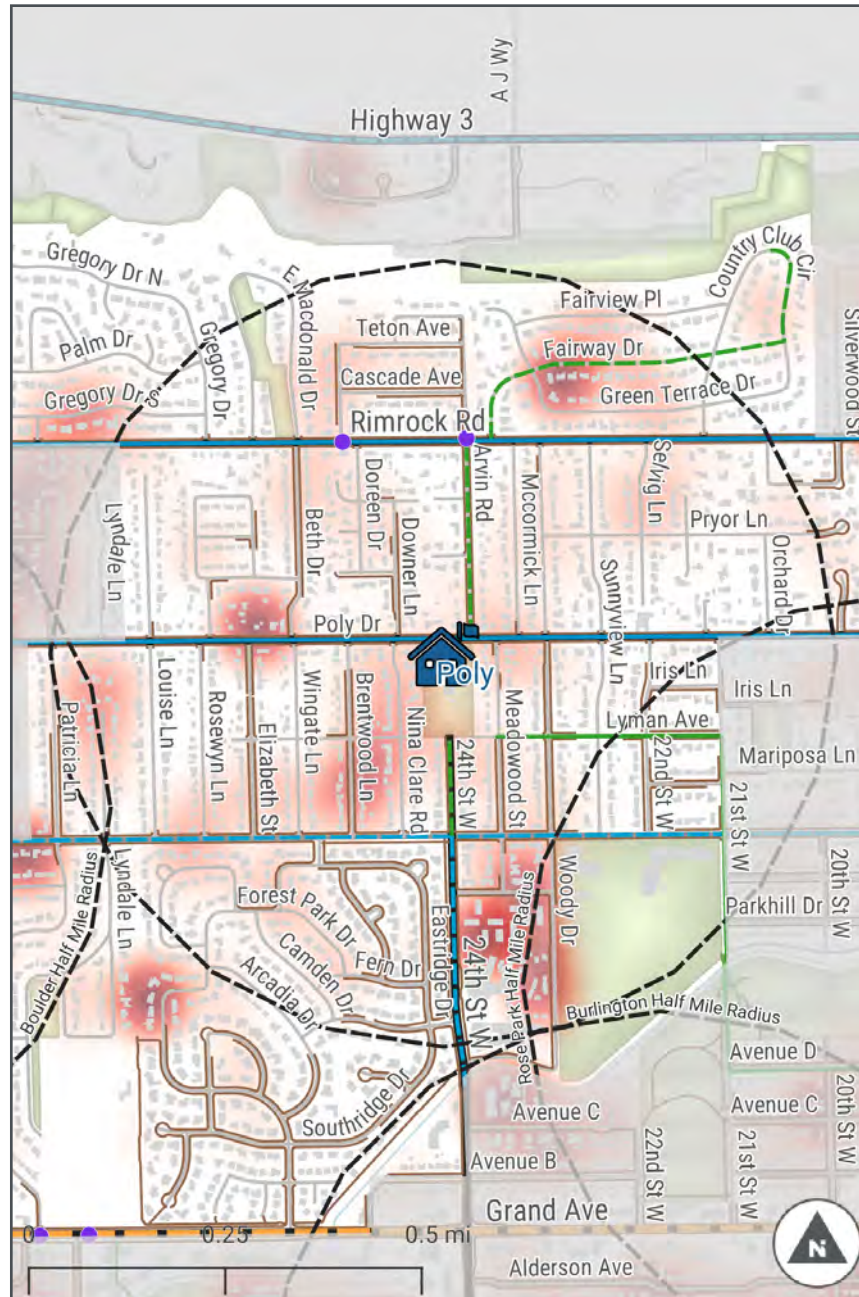 A J Wy
Highway 3
Gregory Dr N
E Macdonald Dr
Country Club Cir
Fairview Pl
Silverwood St
Teton Ave
Palm Dr
Gregory Dr
Fairway Dr
Cascade Ave
Gregory Dr S
Green Terrace Dr
Rimrock Rd
Lyndale Ln
Beth Dr
Doreen Dr
Downer Ln
Arvin Rd
Mccormick Ln
Selvig Ln
Pryor Ln
Orchard Dr
Sunnyview Ln
Poly Dr
Poly
Patricia Ln
Louise Ln
Rosewyn Ln
Elizabeth St
Wingate Ln
Brentwood Ln
Nina Clare Rd
24th St W
Meadowood St
Iris Ln
Iris Ln
Lyman Ave
22nd St W
Mariposa Ln
21st St W
Boulder Half Mile Radius
Lyndale Ln
Forest Park Dr
Camden Dr
Fern Dr
Arcadia Dr
Eastridge Dr
24th St W
Rose Park Half Mile Radius
Woody Dr
Parkhill Dr
20th St W
Burlington Half Mile Radius
Southridge Dr
Avenue D
Avenue C
Avenue C
20th St W
Avenue B
22nd St W
21st St W
Grand Ave
0 0.25 0.5 mi
Alderson Ave
N